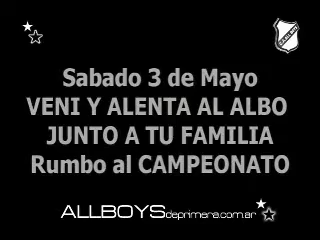 Sabado 3 de Mayo
VENI Y ALENTA AL ALBO
JUNTO A TU FAMILIA
Rumbo al CAMPEONATO
ALLBOYSdeprimera.com.ar